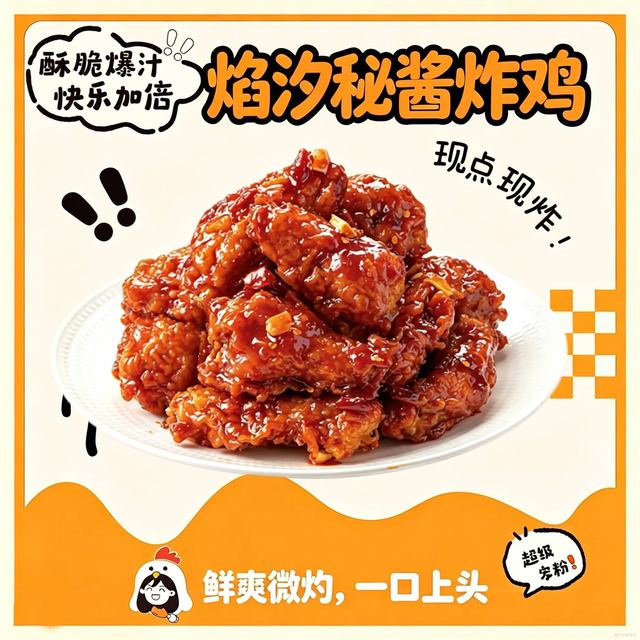 酥脆爆汁
快乐加倍
焰汐秘酱炸鸡
现点现炸！
鲜爽微灼，一口上头
超级
宠粉！